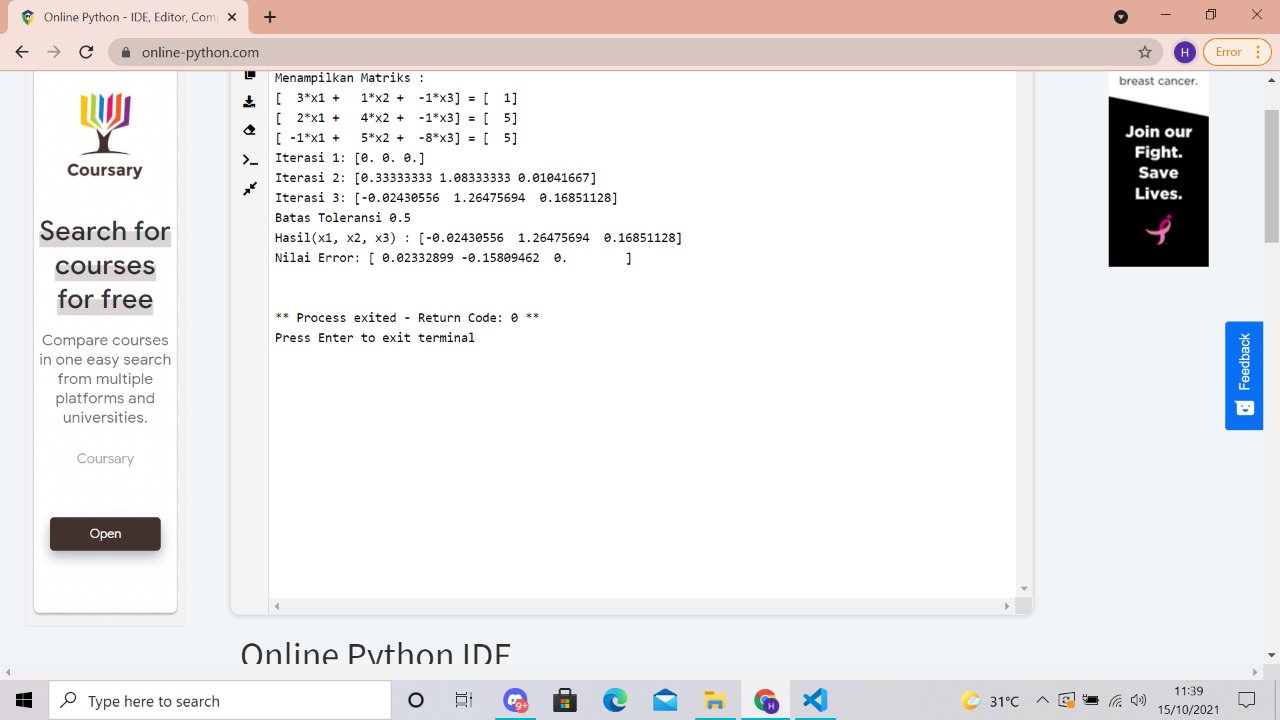 Online Python - IDE, Editor, Com
online-python.com
H
Error
Coursary
Search for
courses
for free
Compare courses
in one easy search
from multiple
platforms and
universities.
Coursary
Open
Menampilkan Matriks :
[  3*x1 +   1*x2 +  -1*x3] = [  1]
[  2*x1 +   4*x2 +  -1*x3] = [  5]
[ -1*x1 +   5*x2 +  -8*x3] = [  5]
Iterasi 1: [0. 0. 0.]
Iterasi 2: [0.33333333 1.08333333 0.01041667]
Iterasi 3: [-0.02430556  1.26475694  0.16851128]
Batas Toleransi 0.5
Hasil(x1, x2, x3) : [-0.02430556  1.26475694  0.16851128]
Nilai Error: [ 0.02332899 -0.15809462  0.        ]
** Process exited - Return Code: 0 **
Press Enter to exit terminal
breast cancer.
Join our
Fight.
Save
Lives.
Feedback
Online Python IDE
Type here to search
9+
H
31°C
11:39
15/10/2021